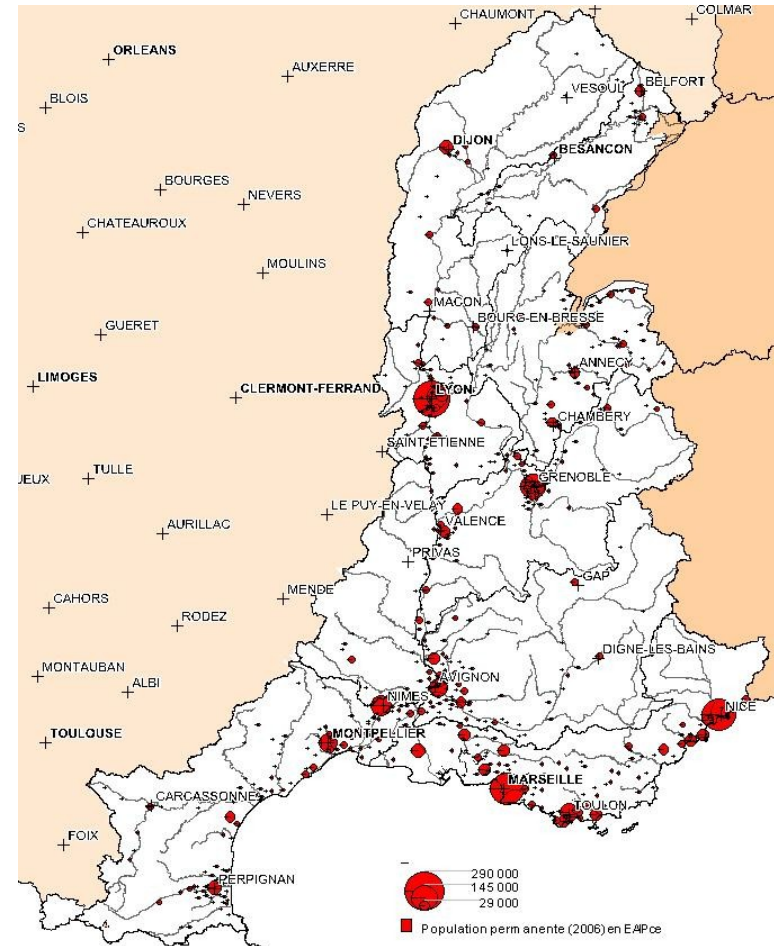 COLMAR
CHAUMONT
ORLEANS
AUXERRE
BLOIS
VESOUL
BELFORT
S
DIJON
BESANCON
BOURGES
NEVERS
CHATEAUROUX
LONS-LE-SAUNIER
MOULINS
MACON
BOURG-EN-BRESSE
GUERET
ANNECY
LIMOGES
CLERMONT-FERRAND
LYON
CHAMBERY
SAINT-ETIENNE
TULLE
UEUX
GRENOBLE
LE PUY-EN-VELAY
VALENCE
AURILLAC
PRIVAS
GAP
MENDE
CAHORS
RODEZ
DIGNE-LES-BAINS
MONTAUBAN
ALBI
AVIGNON
NIMES
NICE
MONTPELLIER
TOULOUSE
MARSEILLE
CARCASSONNE
TOULON
FOIX
PERPIGNAN
290 000
145 000
29 000
Population permanente (2006) en EAIPce